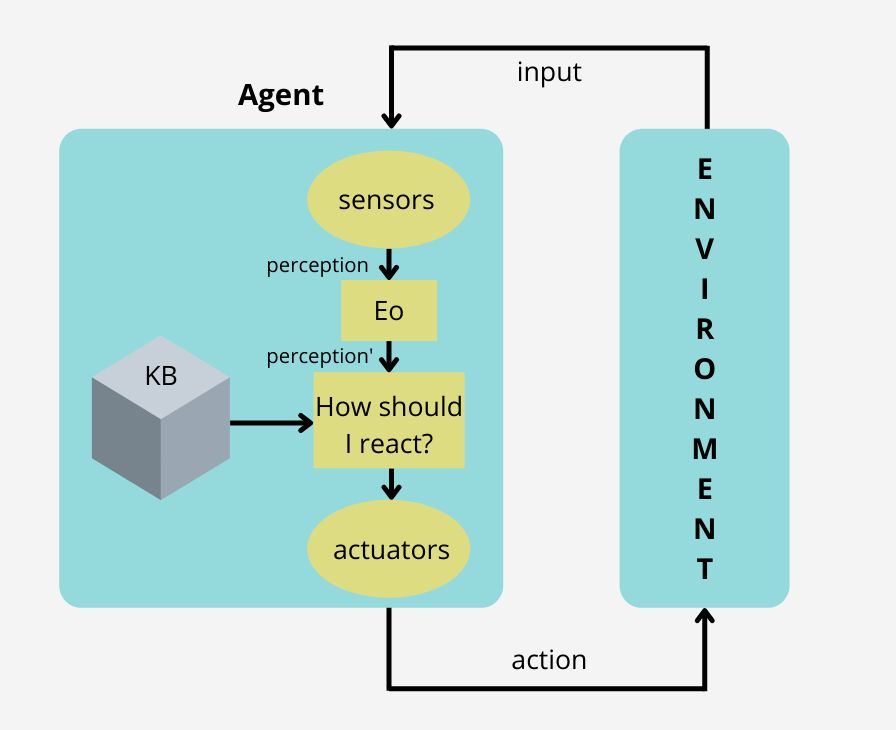 input
Agent
sensors
perception
Eo
perception'
KB
How should
I react?
actuators
action
E
N
V
I
R
O
N
M
E
N
T